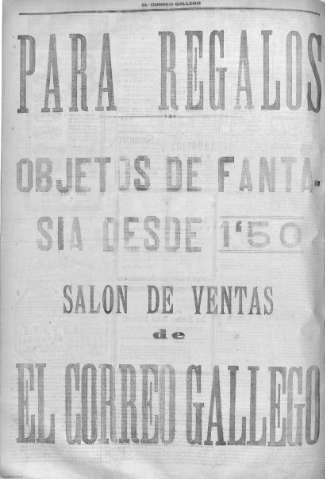 EL CORREO GALLEGO
PARA REGALOS
OBJETOS DE FANTA-
SIA DESDE 1'50
SALON DE VENTAS
de
EL CORREO GALLEGO